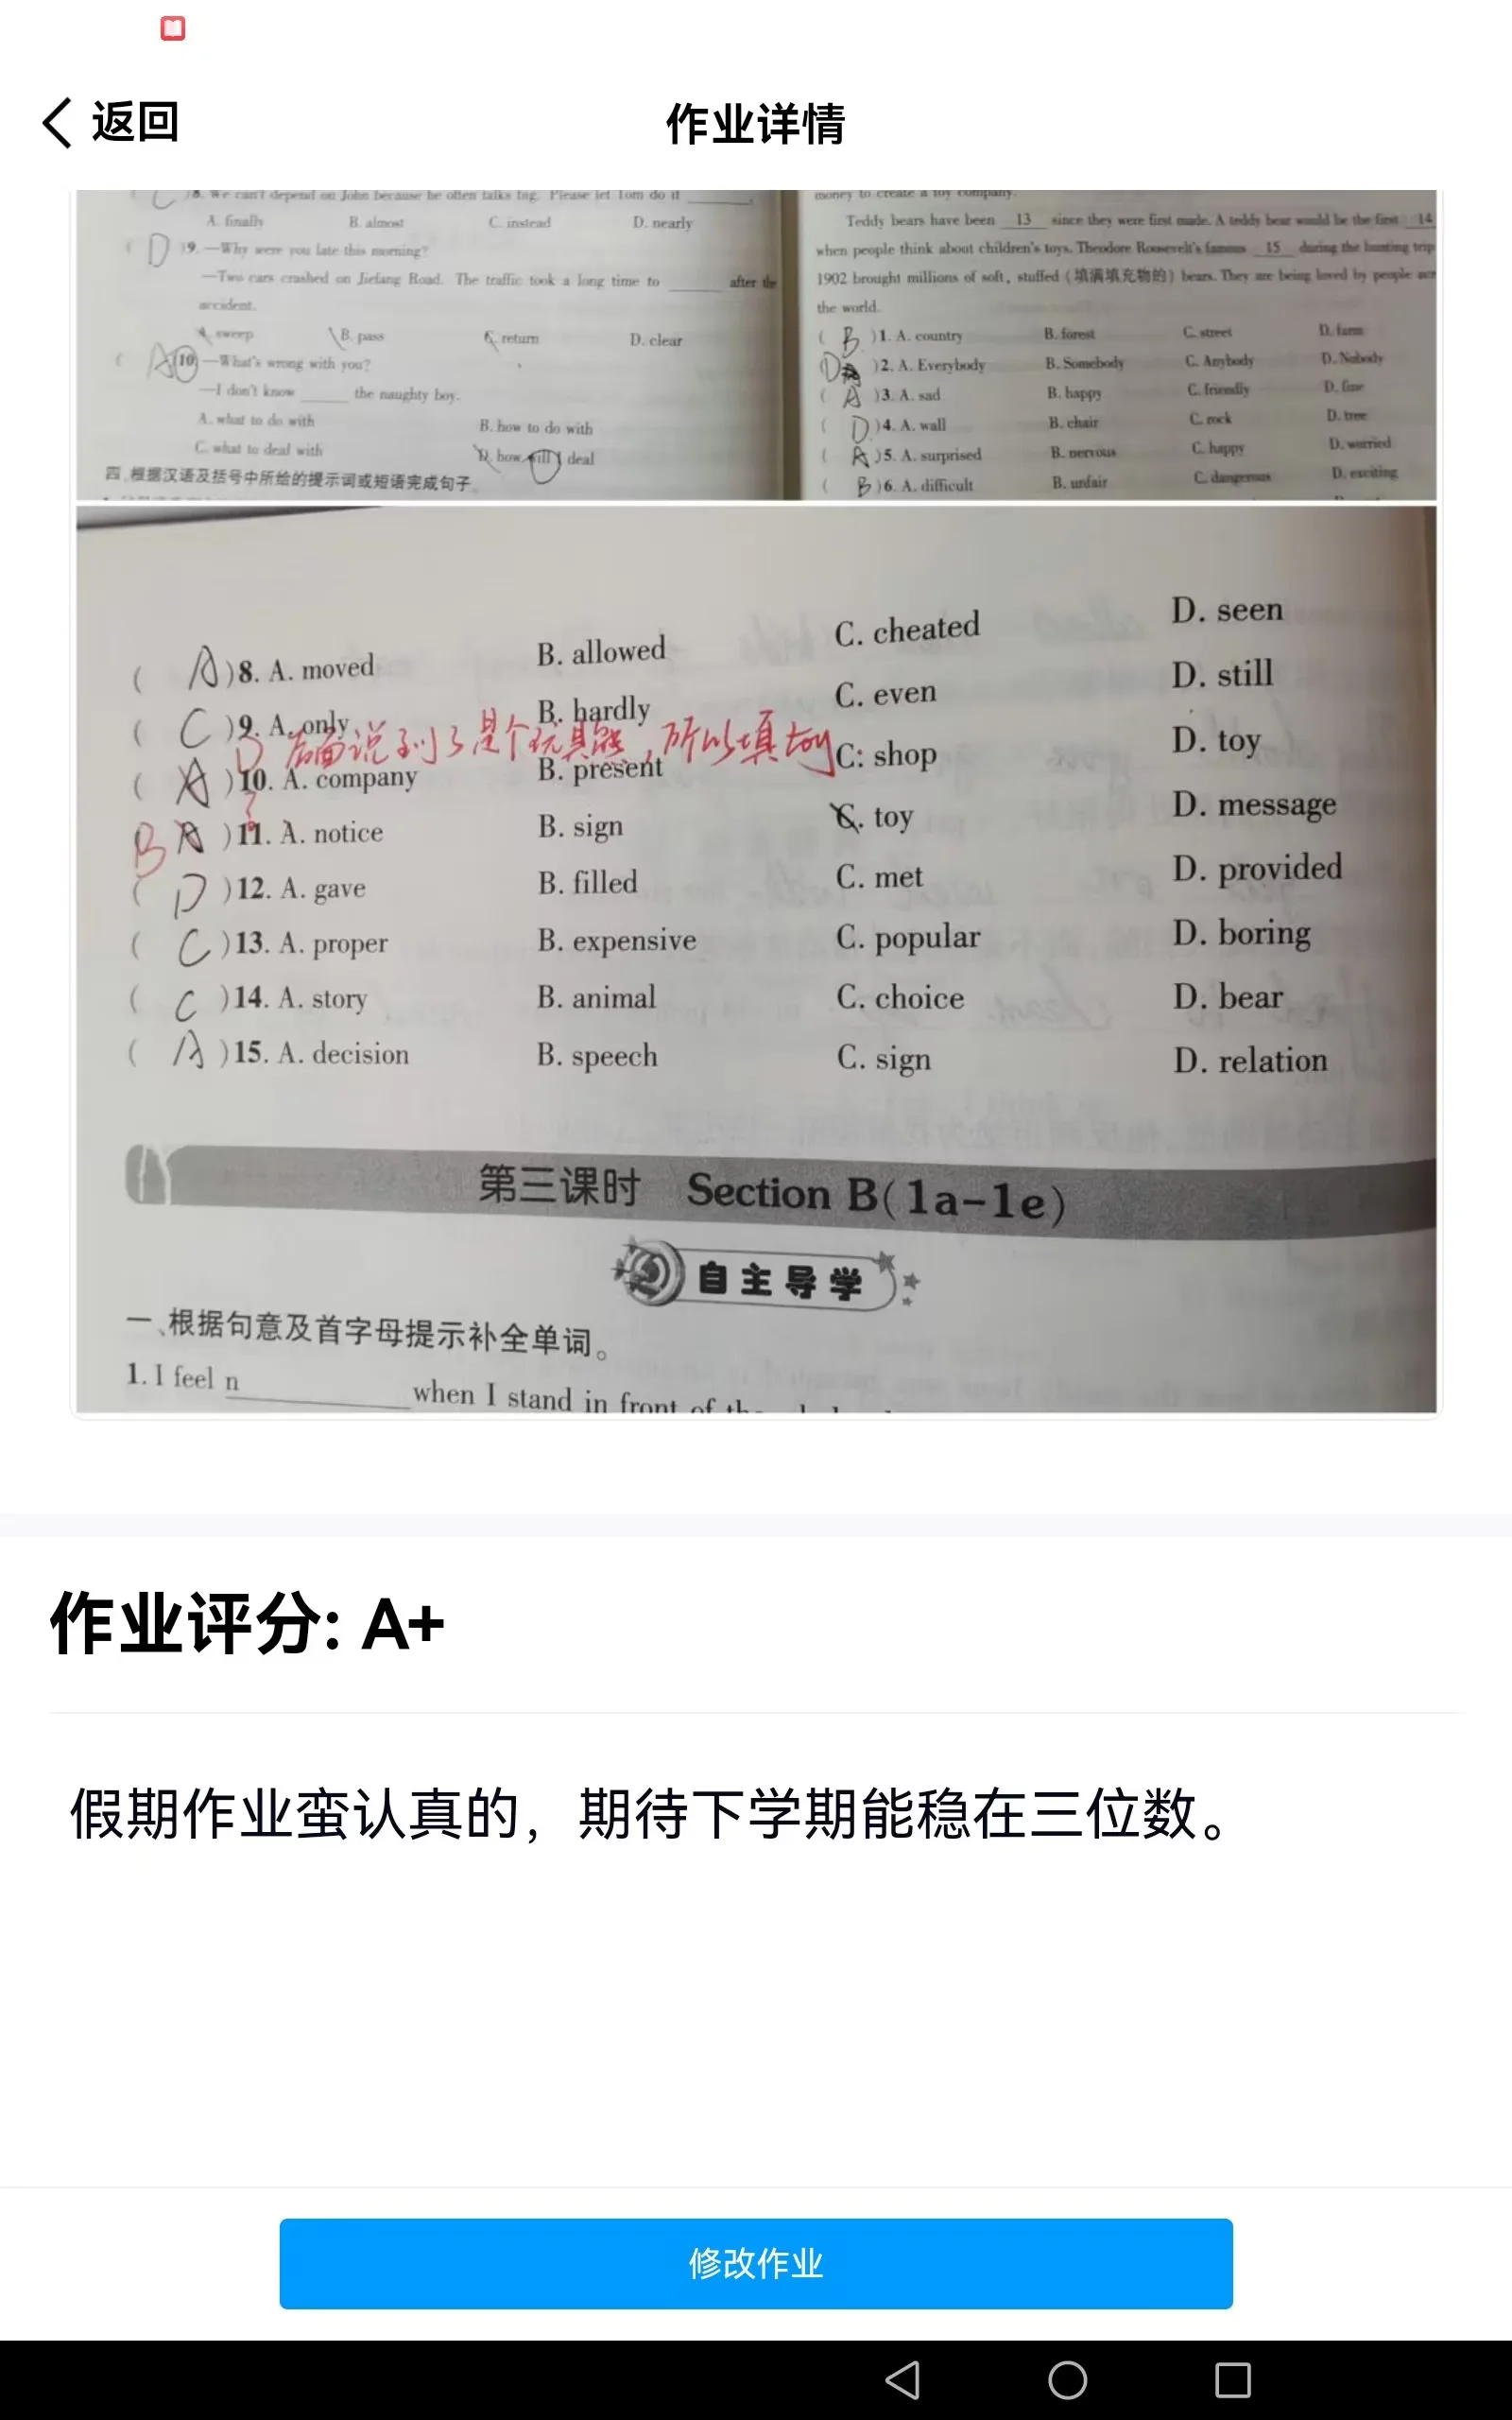 返回
作业详情
)8. We can't depend on John because he often talks big. Please let Tom do it ______.
A. finally B. almost C. instead D. nearly
( D )9. —Why were you late this morning?
—Two cars crashed on Jiefang Road. The traffic took a long time to ______ after the
accident.
A. sweep B. pass C. return D. clear
( A 10) —What's wrong with you?
—I don't know ______ the naughty boy.
A. what to do with B. how to do with
C. what to deal with D. how will I deal
四、根据汉语及括号中所给的提示词或短语完成句子
money to create a toy company.
Teddy bears have been 13 since they were first made. A teddy bear would be the first 14
when people think about children's toys. Theodore Roosevelt's famous 15 during the hunting trip
1902 brought millions of soft, stuffed (填满填充物的) bears. They are being loved by people
the world.
( B )1. A. country B. forest C. street D. farm
( D )2. A. Everybody B. Somebody C. Anybody D. Nobody
( A )3. A. sad B. happy C. friendly D. fine
( D )4. A. wall B. chair C. rock D. tree
( A )5. A. surprised B. nervous C. happy D. worried
( B )6. A. difficult B. unfair C. dangerous D. exciting
( A )8. A. moved B. allowed C. cheated D. seen
( C )9. A. only B. hardly C. even D. still
D 后面说到了是个玩具熊，所以填toy
( A )10. A. company B. present C. shop D. toy
B ( A )11. A. notice B. sign C. toy D. message
( D )12. A. gave B. filled C. met D. provided
( C )13. A. proper B. expensive C. popular D. boring
( C )14. A. story B. animal C. choice D. bear
( A )15. A. decision B. speech C. sign D. relation
第三课时 Section B(1a-1e)
自主导学
一、根据句意及首字母提示补全单词。
1. I feel n______ when I stand in front of
作业评分: A+
假期作业蛮认真的，期待下学期能稳在三位数。
修改作业